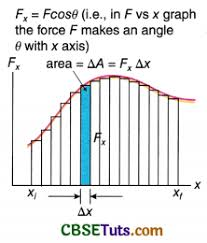 Fₓ = Fcosθ (i.e., in F vs x graph
the force F makes an angle
θ with x axis)
Fₓ
area = ΔA = Fₓ Δx
Fₓ
xᵢ
x_f
x
Δx
CBSETuts.com